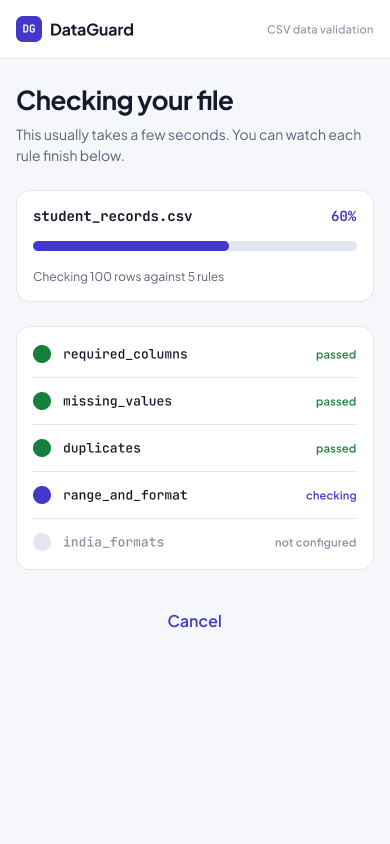 DG DataGuard CSV data validation
Checking your file
This usually takes a few seconds. You can watch each
rule finish below.
student_records.csv 60%
Checking 100 rows against 5 rules
required_columns passed
missing_values passed
duplicates passed
range_and_format checking
india_formats not configured
Cancel